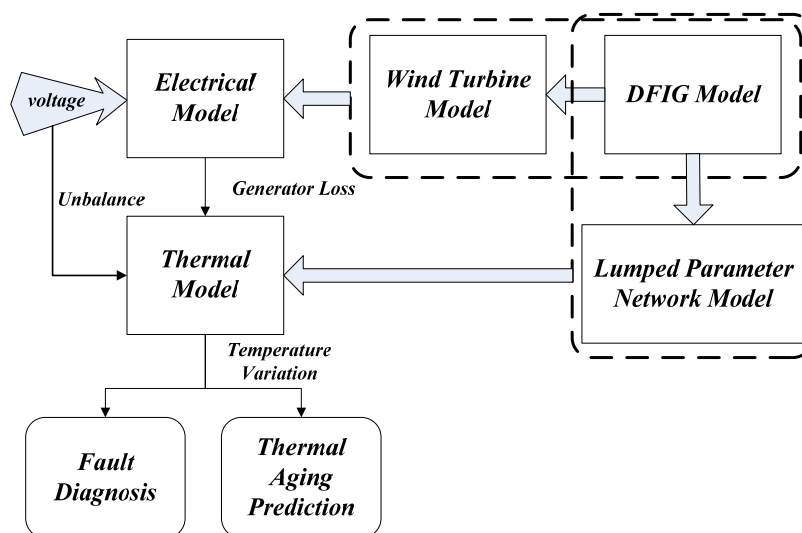 voltage
Electrical
Model
Wind Turbine
Model
DFIG Model
Unbalance
Generator Loss
Thermal
Model
Lumped Parameter
Network Model
Temperature
Variation
Fault
Diagnosis
Thermal
Aging
Prediction